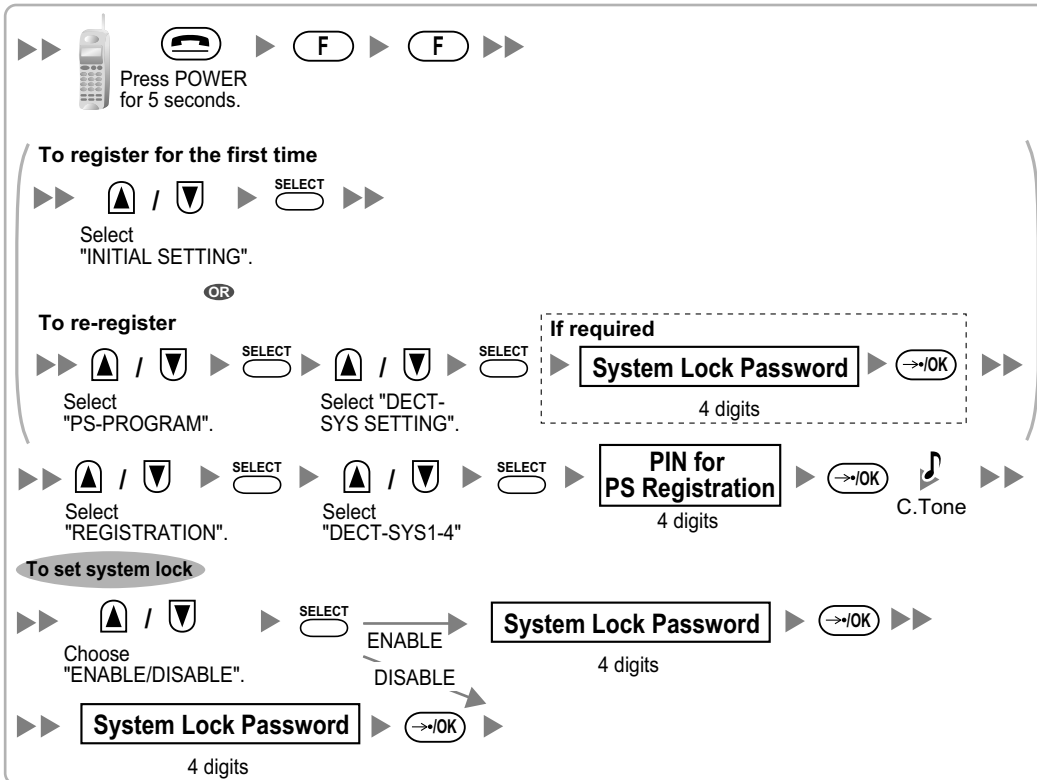 F F
Press POWER
for 5 seconds.
To register for the first time
/ SELECT
Select
"INITIAL SETTING".
OR
To re-register
If required
/ SELECT / SELECT System Lock Password →•/OK
Select
"PS-PROGRAM".
Select "DECT-
SYS SETTING".
4 digits
/ SELECT / SELECT PIN for
PS Registration
→•/OK
Select
"REGISTRATION".
Select
"DECT-SYS1-4"
4 digits
C.Tone
To set system lock
/ SELECT
ENABLE
System Lock Password →•/OK
Choose
"ENABLE/DISABLE".
DISABLE
4 digits
System Lock Password →•/OK
4 digits